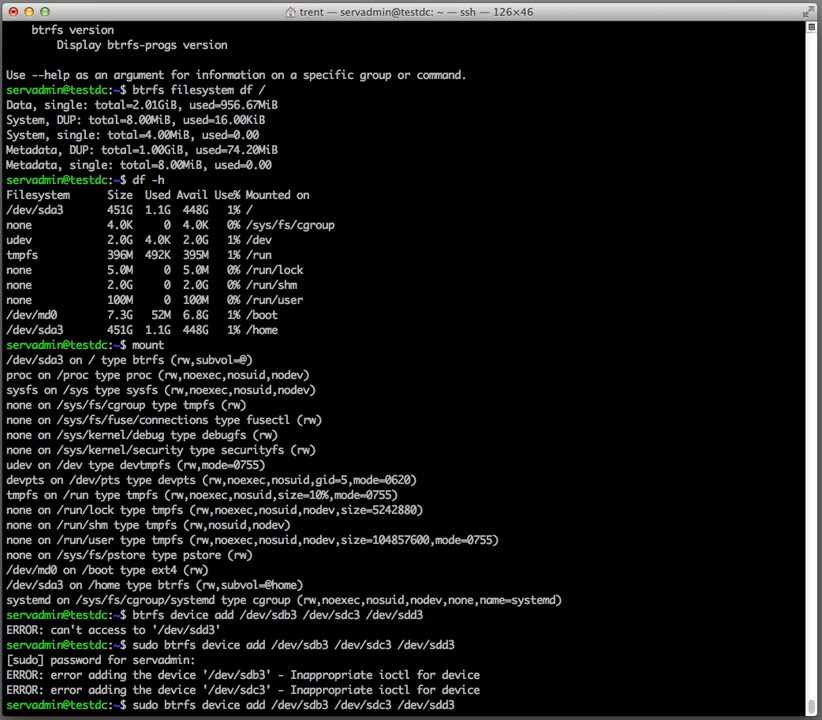 trent — servadmin@testdc: ~ — ssh — 126×46
btrfs version
Display btrfs-progs version
Use --help as an argument for information on a specific group or command.
servadmin@testdc:~$ btrfs filesystem df /
Data, single: total=2.01GiB, used=956.67MiB
System, DUP: total=8.00MiB, used=16.00KiB
System, single: total=4.00MiB, used=0.00
Metadata, DUP: total=1.00GiB, used=74.20MiB
Metadata, single: total=8.00MiB, used=0.00
servadmin@testdc:~$ df -h
Filesystem Size Used Avail Use% Mounted on
/dev/sda3 451G 1.1G 448G 1% /
none 4.0K 0 4.0K 0% /sys/fs/cgroup
udev 2.0G 4.0K 2.0G 1% /dev
tmpfs 396M 492K 395M 1% /run
none 5.0M 0 5.0M 0% /run/lock
none 2.0G 0 2.0G 0% /run/shm
none 100M 0 100M 0% /run/user
/dev/md0 7.3G 52M 6.8G 1% /boot
/dev/sda3 451G 1.1G 448G 1% /home
servadmin@testdc:~$ mount
/dev/sda3 on / type btrfs (rw,subvol=@)
proc on /proc type proc (rw,noexec,nosuid,nodev)
sysfs on /sys type sysfs (rw,noexec,nosuid,nodev)
none on /sys/fs/cgroup type tmpfs (rw)
none on /sys/fs/fuse/connections type fusectl (rw)
none on /sys/kernel/debug type debugfs (rw)
none on /sys/kernel/security type securityfs (rw)
udev on /dev type devtmpfs (rw,mode=0755)
devpts on /dev/pts type devpts (rw,noexec,nosuid,gid=5,mode=0620)
tmpfs on /run type tmpfs (rw,noexec,nosuid,size=10%,mode=0755)
none on /run/lock type tmpfs (rw,noexec,nosuid,nodev,size=5242880)
none on /run/shm type tmpfs (rw,nosuid,nodev)
none on /run/user type tmpfs (rw,noexec,nosuid,nodev,size=104857600,mode=0755)
none on /sys/fs/pstore type pstore (rw)
/dev/md0 on /boot type ext4 (rw)
/dev/sda3 on /home type btrfs (rw,subvol=@home)
systemd on /sys/fs/cgroup/systemd type cgroup (rw,noexec,nosuid,nodev,none,name=systemd)
servadmin@testdc:~$ btrfs device add /dev/sdb3 /dev/sdc3 /dev/sdd3
ERROR: can't access to '/dev/sdd3'
servadmin@testdc:~$ sudo btrfs device add /dev/sdb3 /dev/sdc3 /dev/sdd3
[sudo] password for servadmin:
ERROR: error adding the device '/dev/sdb3' - Inappropriate ioctl for device
ERROR: error adding the device '/dev/sdc3' - Inappropriate ioctl for device
servadmin@testdc:~$ sudo btrfs device add /dev/sdb3 /dev/sdc3 /dev/sdd3